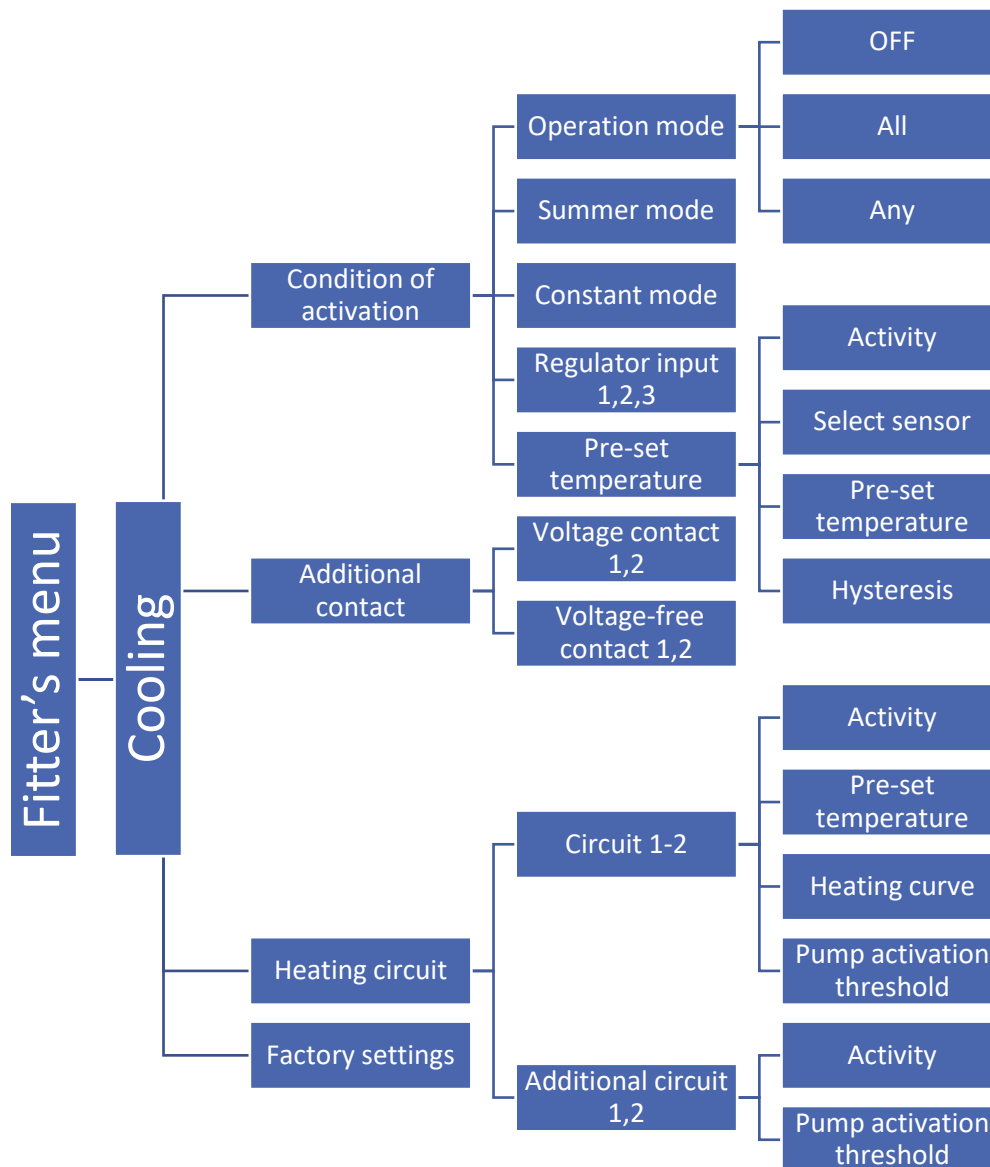 Fitter's menu
Cooling
Condition of
activation
Operation mode
OFF
All
Any
Summer mode
Constant mode
Regulator input
1,2,3
Pre-set
temperature
Activity
Select sensor
Pre-set
temperature
Hysteresis
Additional
contact
Voltage contact
1,2
Voltage-free
contact 1,2
Heating circuit
Circuit 1-2
Activity
Pre-set
temperature
Heating curve
Pump activation
threshold
Additional circuit
1,2
Activity
Pump activation
threshold
Factory settings